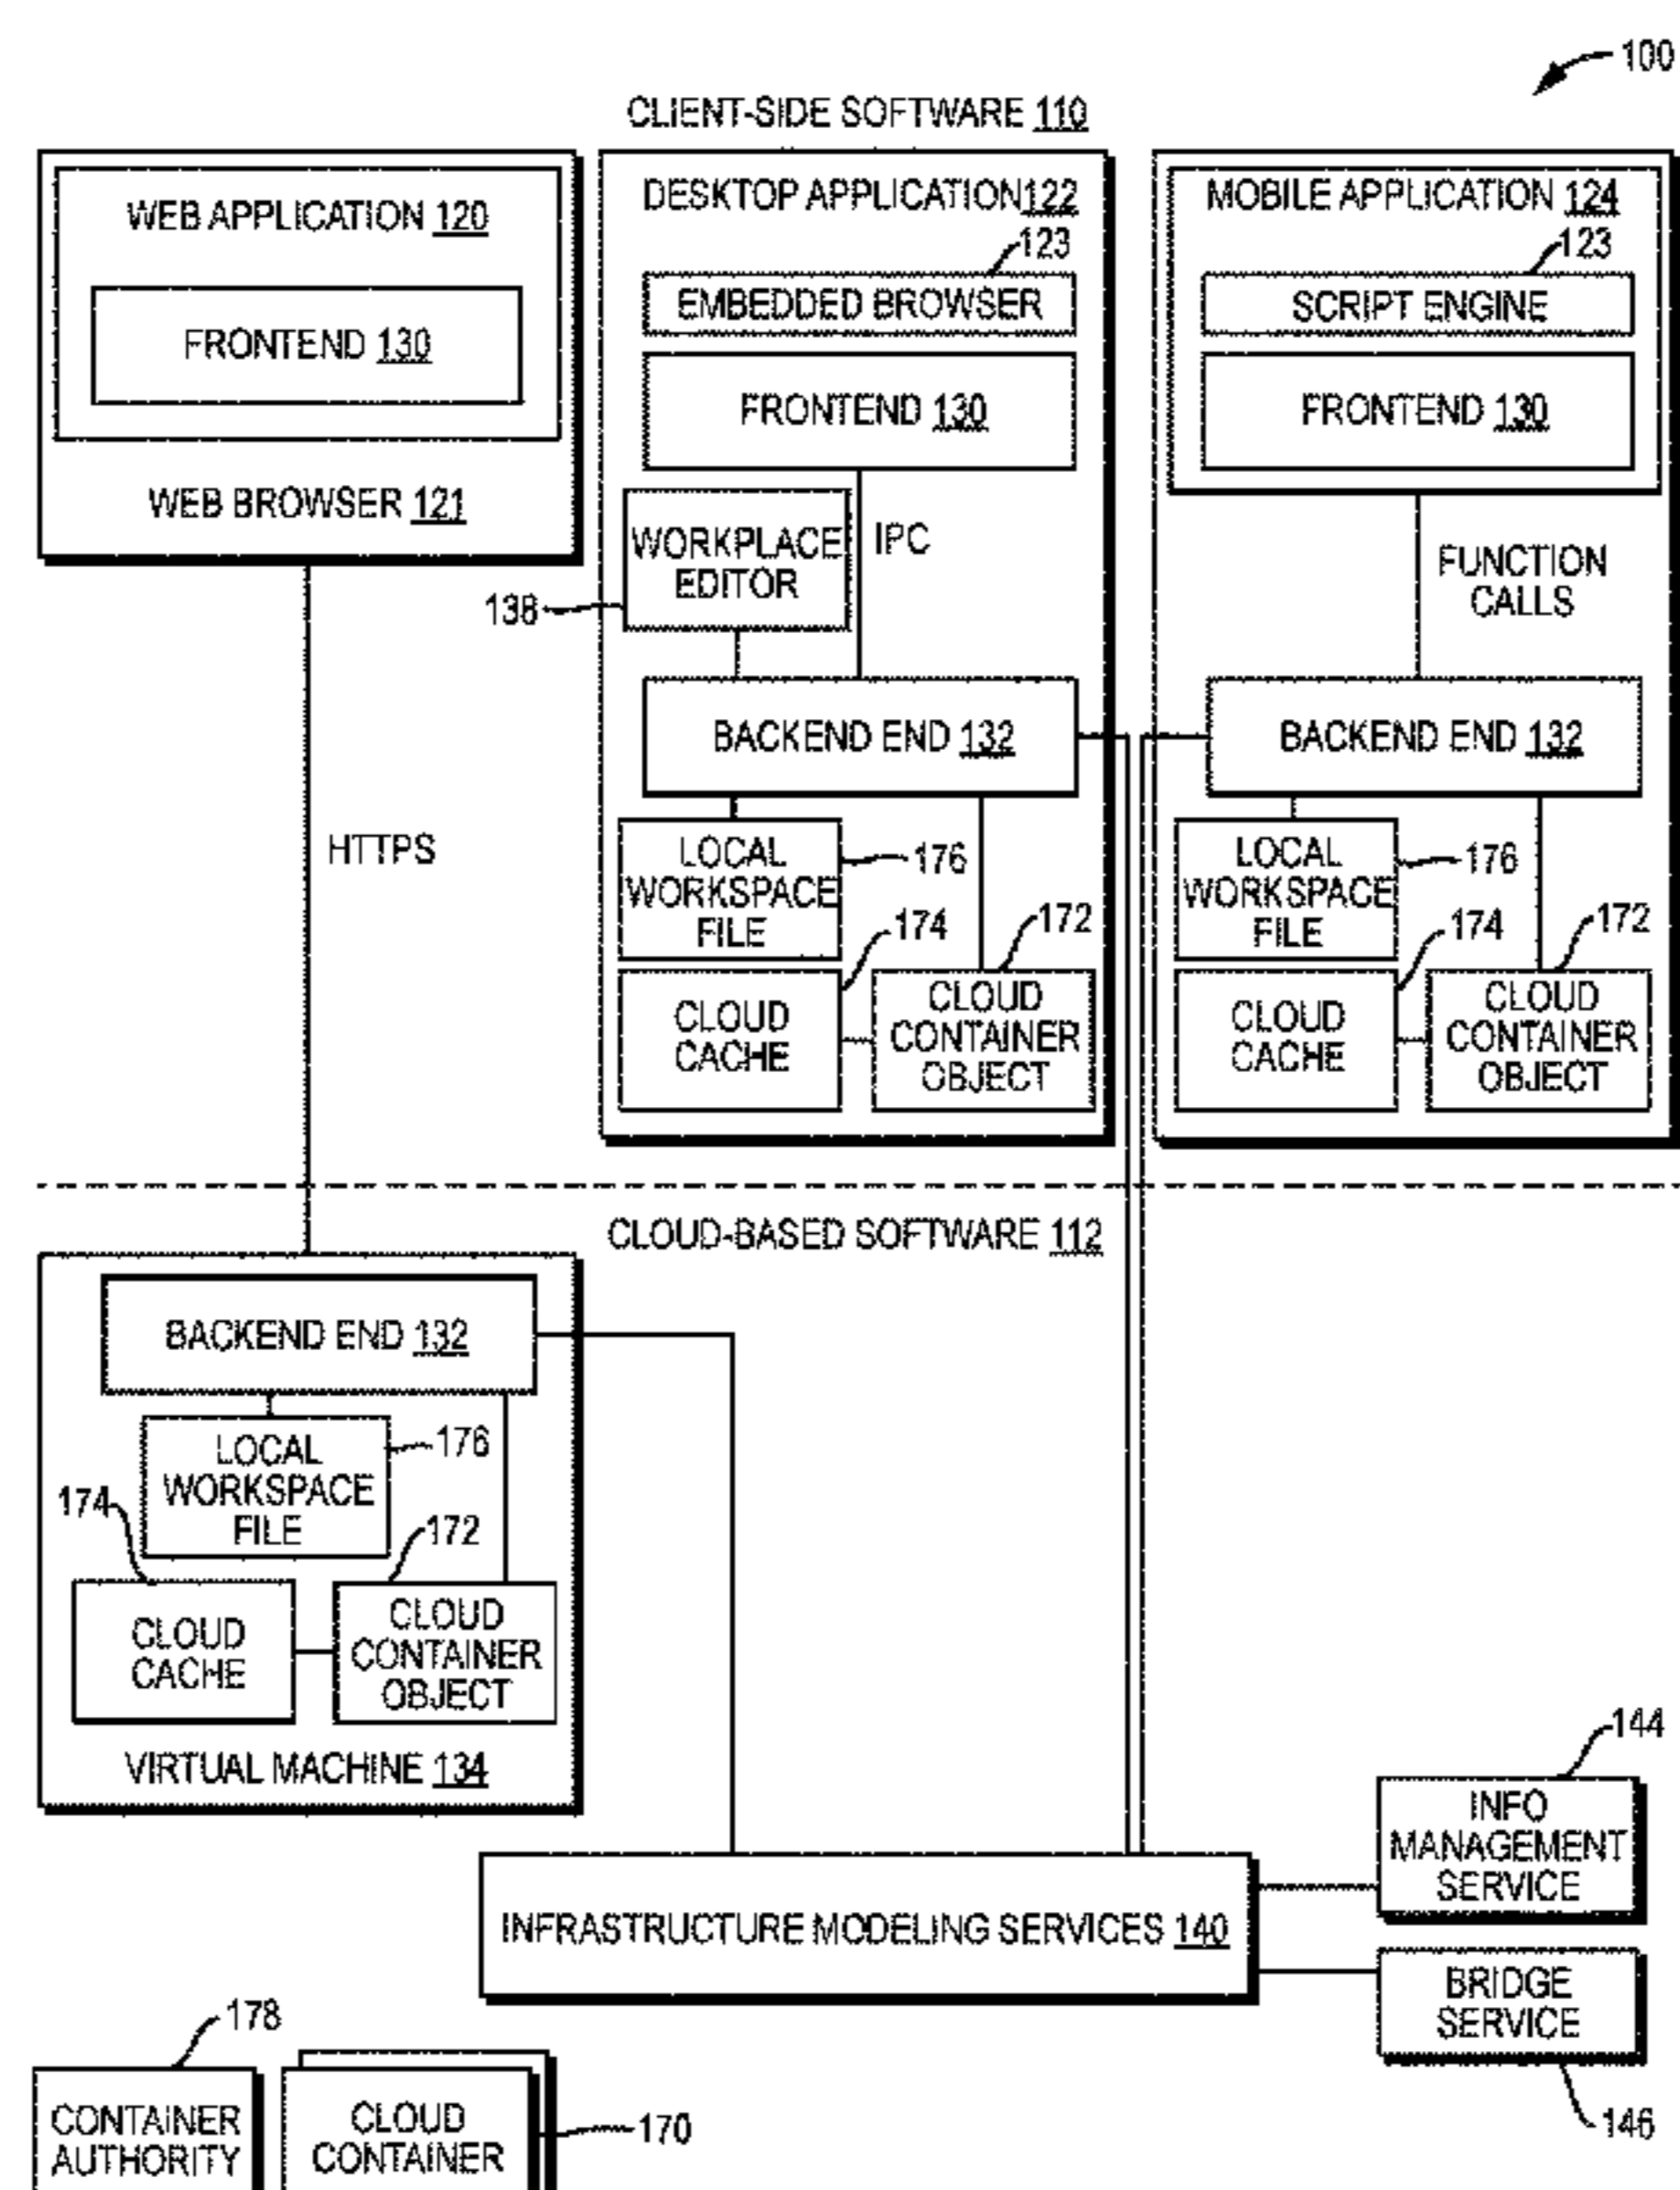 100
CLIENT-SIDE SOFTWARE 110
WEB APPLICATION 120
FRONTEND 130
WEB BROWSER 121
DESKTOP APPLICATION 122
123
EMBEDDED BROWSER
FRONTEND 130
WORKPLACE
EDITOR
138
IPC
BACKEND END 132
LOCAL
WORKSPACE
FILE
176
174
172
CLOUD
CACHE
CLOUD
CONTAINER
OBJECT
MOBILE APPLICATION 124
123
SCRIPT ENGINE
FRONTEND 130
FUNCTION
CALLS
BACKEND END 132
LOCAL
WORKSPACE
FILE
176
174
172
CLOUD
CACHE
CLOUD
CONTAINER
OBJECT
HTTPS
CLOUD-BASED SOFTWARE 112
BACKEND END 132
LOCAL
WORKSPACE
FILE
176
174
172
CLOUD
CACHE
CLOUD
CONTAINER
OBJECT
VIRTUAL MACHINE 134
INFRASTRUCTURE MODELING SERVICES 140
144
INFO
MANAGEMENT
SERVICE
BRIDGE
SERVICE
146
178
CONTAINER
AUTHORITY
CLOUD
CONTAINER
170